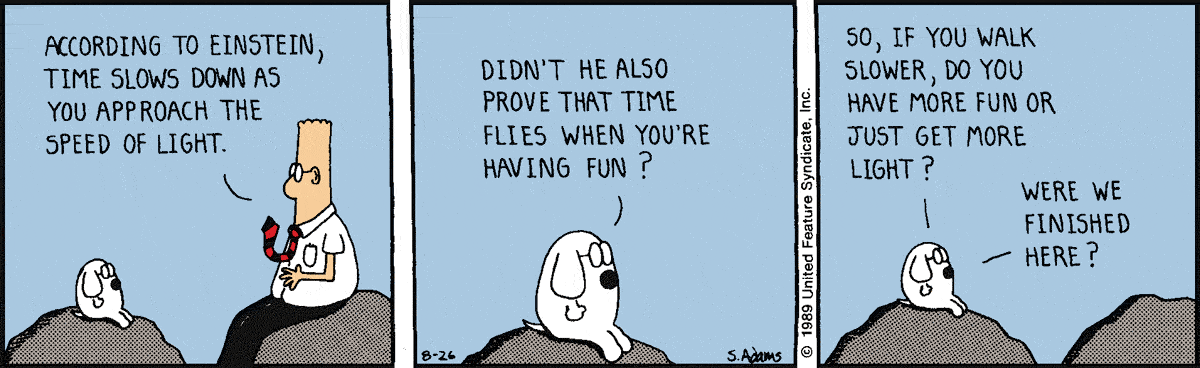 ACCORDING TO EINSTEIN,
TIME SLOWS DOWN AS
YOU APPROACH THE
SPEED OF LIGHT.
DIDN'T HE ALSO
PROVE THAT TIME
FLIES WHEN YOU'RE
HAVING FUN?
8-26
S. Adams
© 1989 United Feature Syndicate, Inc.
SO, IF YOU WALK
SLOWER, DO YOU
HAVE MORE FUN OR
JUST GET MORE
LIGHT?
WERE WE
FINISHED
HERE?